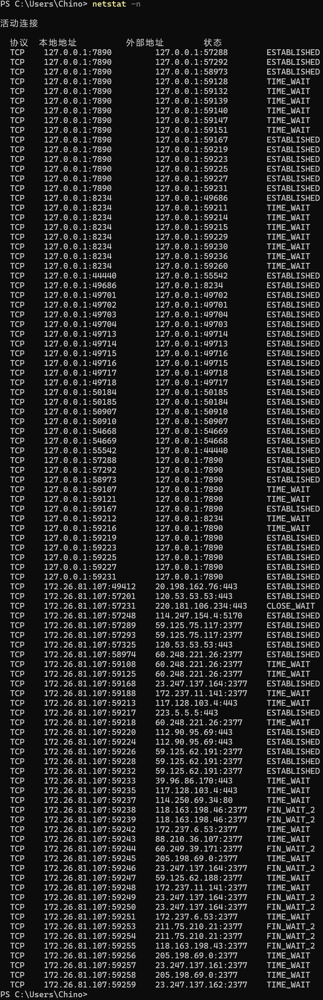 PS C:\Users\Chino> netstat -n
活动连接
协议 本地地址 外部地址 状态
TCP 127.0.0.1:7890 127.0.0.1:57288 ESTABLISHED
TCP 127.0.0.1:7890 127.0.0.1:57292 ESTABLISHED
TCP 127.0.0.1:7890 127.0.0.1:58973 ESTABLISHED
TCP 127.0.0.1:7890 127.0.0.1:59128 TIME_WAIT
TCP 127.0.0.1:7890 127.0.0.1:59132 TIME_WAIT
TCP 127.0.0.1:7890 127.0.0.1:59139 TIME_WAIT
TCP 127.0.0.1:7890 127.0.0.1:59140 TIME_WAIT
TCP 127.0.0.1:7890 127.0.0.1:59147 TIME_WAIT
TCP 127.0.0.1:7890 127.0.0.1:59151 TIME_WAIT
TCP 127.0.0.1:7890 127.0.0.1:59167 ESTABLISHED
TCP 127.0.0.1:7890 127.0.0.1:59219 ESTABLISHED
TCP 127.0.0.1:7890 127.0.0.1:59223 ESTABLISHED
TCP 127.0.0.1:7890 127.0.0.1:59225 ESTABLISHED
TCP 127.0.0.1:7890 127.0.0.1:59227 ESTABLISHED
TCP 127.0.0.1:7890 127.0.0.1:59231 ESTABLISHED
TCP 127.0.0.1:8234 127.0.0.1:49686 ESTABLISHED
TCP 127.0.0.1:8234 127.0.0.1:59211 TIME_WAIT
TCP 127.0.0.1:8234 127.0.0.1:59214 TIME_WAIT
TCP 127.0.0.1:8234 127.0.0.1:59215 TIME_WAIT
TCP 127.0.0.1:8234 127.0.0.1:59229 TIME_WAIT
TCP 127.0.0.1:8234 127.0.0.1:59230 TIME_WAIT
TCP 127.0.0.1:8234 127.0.0.1:59236 TIME_WAIT
TCP 127.0.0.1:8234 127.0.0.1:59260 TIME_WAIT
TCP 127.0.0.1:44440 127.0.0.1:55542 ESTABLISHED
TCP 127.0.0.1:49686 127.0.0.1:8234 ESTABLISHED
TCP 127.0.0.1:49701 127.0.0.1:49702 ESTABLISHED
TCP 127.0.0.1:49702 127.0.0.1:49701 ESTABLISHED
TCP 127.0.0.1:49703 127.0.0.1:49704 ESTABLISHED
TCP 127.0.0.1:49704 127.0.0.1:49703 ESTABLISHED
TCP 127.0.0.1:49713 127.0.0.1:49714 ESTABLISHED
TCP 127.0.0.1:49714 127.0.0.1:49713 ESTABLISHED
TCP 127.0.0.1:49715 127.0.0.1:49716 ESTABLISHED
TCP 127.0.0.1:49716 127.0.0.1:49715 ESTABLISHED
TCP 127.0.0.1:49717 127.0.0.1:49718 ESTABLISHED
TCP 127.0.0.1:49718 127.0.0.1:49717 ESTABLISHED
TCP 127.0.0.1:50184 127.0.0.1:50185 ESTABLISHED
TCP 127.0.0.1:50185 127.0.0.1:50184 ESTABLISHED
TCP 127.0.0.1:50907 127.0.0.1:50910 ESTABLISHED
TCP 127.0.0.1:50910 127.0.0.1:50907 ESTABLISHED
TCP 127.0.0.1:54668 127.0.0.1:54669 ESTABLISHED
TCP 127.0.0.1:54669 127.0.0.1:54668 ESTABLISHED
TCP 127.0.0.1:55542 127.0.0.1:44440 ESTABLISHED
TCP 127.0.0.1:57288 127.0.0.1:7890 ESTABLISHED
TCP 127.0.0.1:57292 127.0.0.1:7890 ESTABLISHED
TCP 127.0.0.1:58973 127.0.0.1:7890 ESTABLISHED
TCP 127.0.0.1:59107 127.0.0.1:7890 TIME_WAIT
TCP 127.0.0.1:59121 127.0.0.1:7890 TIME_WAIT
TCP 127.0.0.1:59167 127.0.0.1:7890 ESTABLISHED
TCP 127.0.0.1:59212 127.0.0.1:8234 TIME_WAIT
TCP 127.0.0.1:59216 127.0.0.1:7890 TIME_WAIT
TCP 127.0.0.1:59219 127.0.0.1:7890 ESTABLISHED
TCP 127.0.0.1:59223 127.0.0.1:7890 ESTABLISHED
TCP 127.0.0.1:59225 127.0.0.1:7890 ESTABLISHED
TCP 127.0.0.1:59227 127.0.0.1:7890 ESTABLISHED
TCP 127.0.0.1:59231 127.0.0.1:7890 ESTABLISHED
TCP 172.26.81.107:49412 20.198.162.76:443 ESTABLISHED
TCP 172.26.81.107:57201 120.53.53.53:443 ESTABLISHED
TCP 172.26.81.107:57231 220.181.106.234:443 CLOSE_WAIT
TCP 172.26.81.107:57248 114.247.154.4:5170 ESTABLISHED
TCP 172.26.81.107:57289 59.125.75.117:2377 ESTABLISHED
TCP 172.26.81.107:57293 59.125.75.117:2377 ESTABLISHED
TCP 172.26.81.107:57325 120.53.53.53:443 ESTABLISHED
TCP 172.26.81.107:58974 60.248.221.26:2377 ESTABLISHED
TCP 172.26.81.107:59108 60.248.221.26:2377 TIME_WAIT
TCP 172.26.81.107:59125 60.248.221.26:2377 TIME_WAIT
TCP 172.26.81.107:59168 23.247.137.164:2377 ESTABLISHED
TCP 172.26.81.107:59188 172.237.11.141:2377 TIME_WAIT
TCP 172.26.81.107:59213 117.128.103.4:443 TIME_WAIT
TCP 172.26.81.107:59217 223.5.5.5:443 ESTABLISHED
TCP 172.26.81.107:59218 60.248.221.26:2377 TIME_WAIT
TCP 172.26.81.107:59220 112.90.95.69:443 ESTABLISHED
TCP 172.26.81.107:59224 112.90.95.69:443 ESTABLISHED
TCP 172.26.81.107:59226 59.125.62.191:2377 ESTABLISHED
TCP 172.26.81.107:59228 59.125.62.191:2377 ESTABLISHED
TCP 172.26.81.107:59232 59.125.62.191:2377 ESTABLISHED
TCP 172.26.81.107:59233 39.96.86.170:443 TIME_WAIT
TCP 172.26.81.107:59235 117.128.103.4:443 TIME_WAIT
TCP 172.26.81.107:59237 114.250.69.34:80 TIME_WAIT
TCP 172.26.81.107:59238 118.163.198.46:2377 FIN_WAIT_2
TCP 172.26.81.107:59239 118.163.198.46:2377 FIN_WAIT_2
TCP 172.26.81.107:59242 172.237.6.53:2377 TIME_WAIT
TCP 172.26.81.107:59243 88.210.36.107:2377 TIME_WAIT
TCP 172.26.81.107:59244 60.249.39.171:2377 FIN_WAIT_2
TCP 172.26.81.107:59245 205.198.69.0:2377 TIME_WAIT
TCP 172.26.81.107:59246 23.247.137.164:2377 FIN_WAIT_2
TCP 172.26.81.107:59247 59.125.62.188:2377 TIME_WAIT
TCP 172.26.81.107:59248 172.237.11.141:2377 TIME_WAIT
TCP 172.26.81.107:59249 23.247.137.164:2377 FIN_WAIT_2
TCP 172.26.81.107:59250 23.247.137.164:2377 FIN_WAIT_2
TCP 172.26.81.107:59251 172.237.6.53:2377 TIME_WAIT
TCP 172.26.81.107:59253 211.75.210.21:2377 FIN_WAIT_2
TCP 172.26.81.107:59254 211.75.210.21:2377 FIN_WAIT_2
TCP 172.26.81.107:59255 118.163.198.43:2377 FIN_WAIT_2
TCP 172.26.81.107:59256 205.198.69.0:2377 TIME_WAIT
TCP 172.26.81.107:59257 23.247.137.161:2377 TIME_WAIT
TCP 172.26.81.107:59258 205.198.69.0:2377 TIME_WAIT
TCP 172.26.81.107:59259 23.247.137.162:2377 TIME_WAIT
PS C:\Users\Chino>